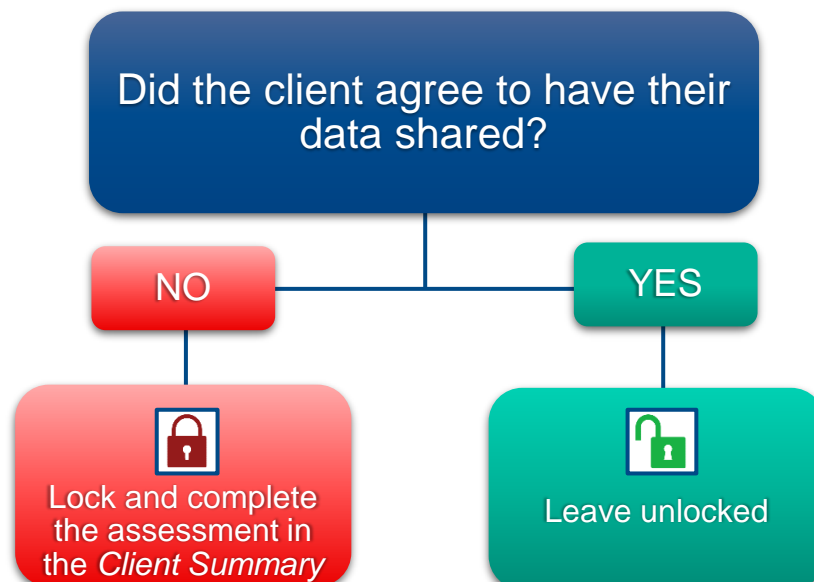 Did the client agree to have their
data shared?
NO
YES
Lock and complete
the assessment in
the Client Summary
Leave unlocked